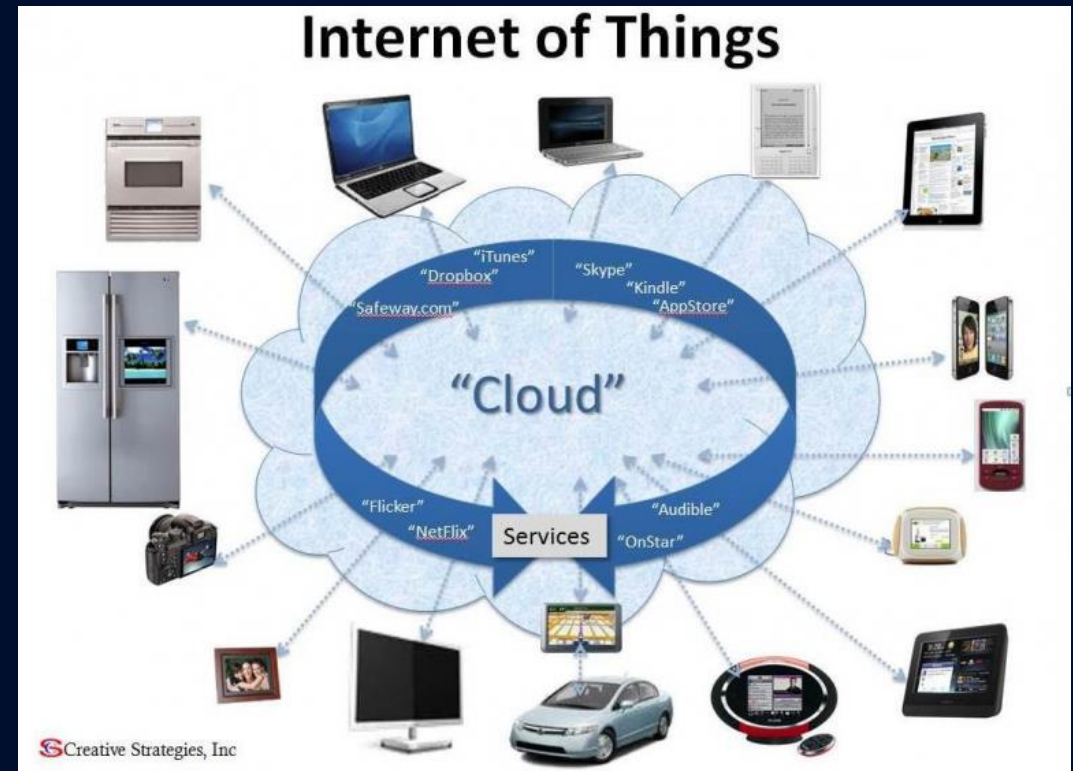 Internet of Things
“iTunes”
“Dropbox”
“Safeway.com”
“Skype”
“Kindle”
“AppStore”
“Cloud”
“Flicker”
“NetFlix”
Services
“Audible”
“OnStar”
Creative Strategies, Inc